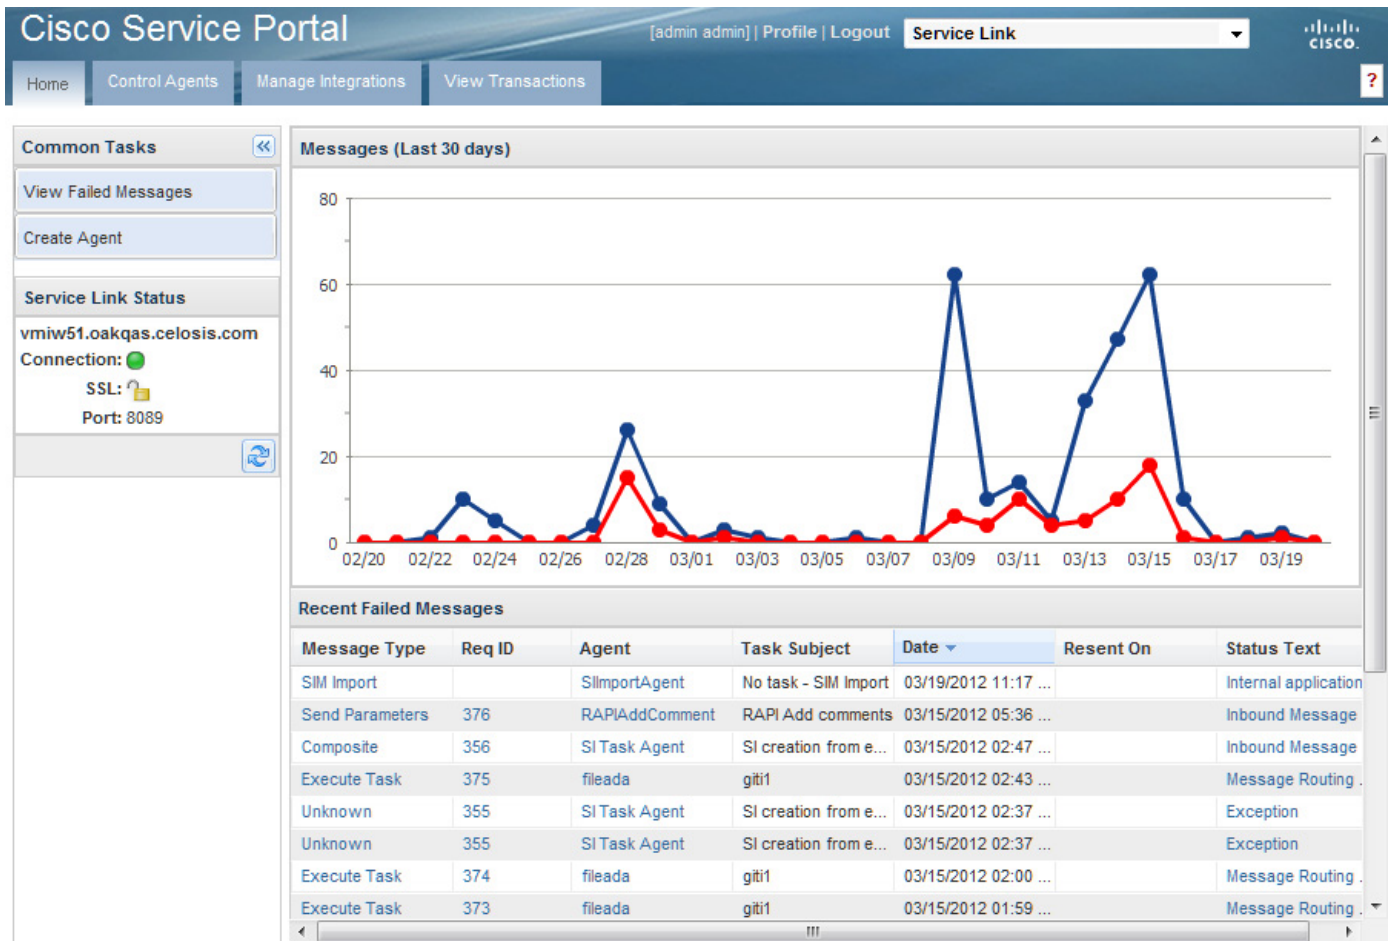 Cisco Service Portal
[admin admin] | Profile | Logout
Service Link
cisco.
Home
Control Agents
Manage Integrations
View Transactions
?
Common Tasks
View Failed Messages
Create Agent
Service Link Status
vmiw51.oakqas.celosis.com
Connection:
SSL:
Port: 8089
Messages (Last 30 days)
80
60
40
20
0
02/20 02/22 02/24 02/26 02/28 03/01 03/03 03/05 03/07 03/09 03/11 03/13 03/15 03/17 03/19
Recent Failed Messages
Message Type Req ID Agent Task Subject Date Resent On Status Text
SIM Import SIImportAgent No task - SIM Import 03/19/2012 11:17 ... Internal application
Send Parameters 376 RAPIAddComment RAPI Add comments 03/15/2012 05:36 ... Inbound Message
Composite 356 SI Task Agent SI creation from e... 03/15/2012 02:47 ... Inbound Message
Execute Task 375 fileada giti1 03/15/2012 02:43 ... Message Routing .
Unknown 355 SI Task Agent SI creation from e... 03/15/2012 02:37 ... Exception
Unknown 355 SI Task Agent SI creation from e... 03/15/2012 02:37 ... Exception
Execute Task 374 fileada giti1 03/15/2012 02:00 ... Message Routing .
Execute Task 373 fileada giti1 03/15/2012 01:59 ... Message Routing .